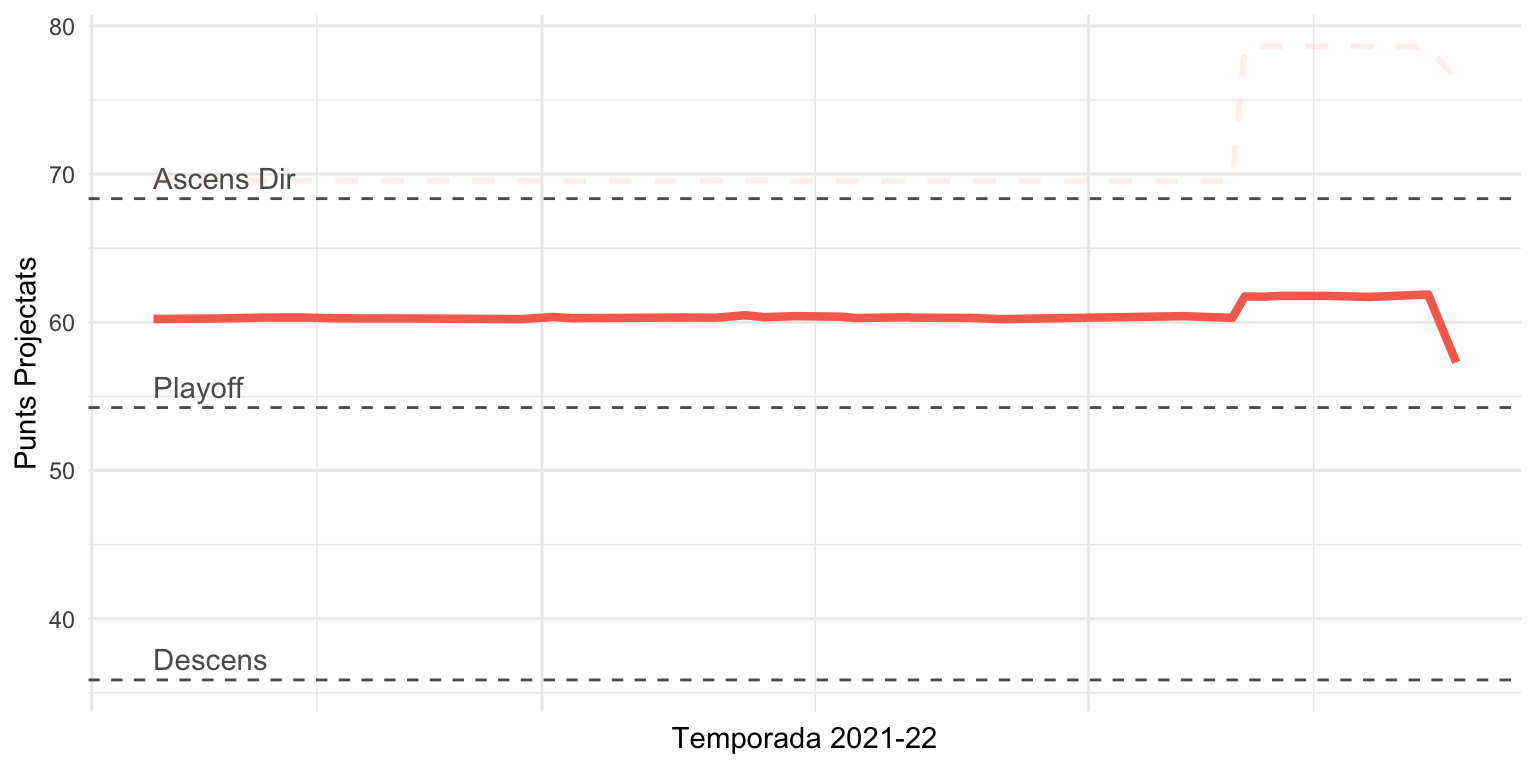 80
70
60
50
40
Punts Projectats
Ascens Dir
Playoff
Descens
Temporada 2021-22